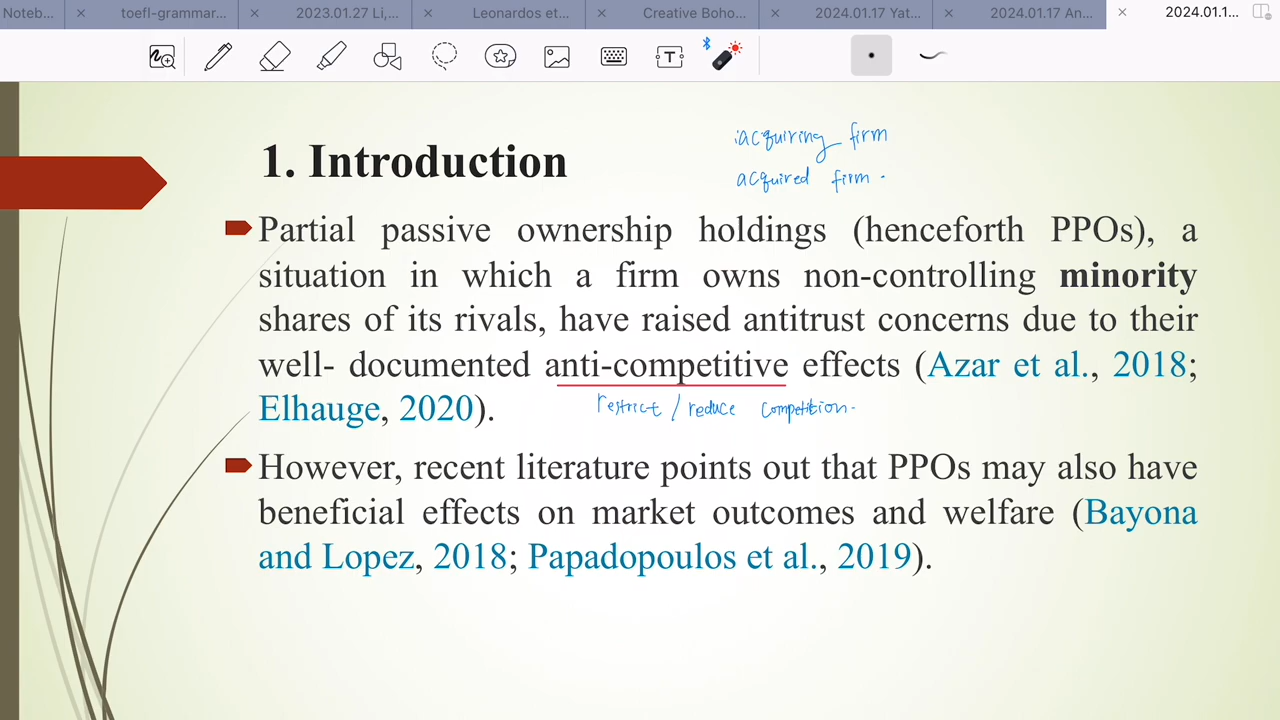 Noteb...
toefl-grammar...
2023.01.27 Li,...
Leonardos et...
Creative Boho...
2024.01.17 Yat...
2024.01.17 An...
2024.01.1...
1. Introduction
acquiring firm
acquired firm.
Partial passive ownership holdings (henceforth PPOs), a
situation in which a firm owns non-controlling minority
shares of its rivals, have raised antitrust concerns due to their
well- documented anti-competitive effects (Azar et al., 2018;
restrict / reduce competition.
Elhauge, 2020).
However, recent literature points out that PPOs may also have
beneficial effects on market outcomes and welfare (Bayona
and Lopez, 2018; Papadopoulos et al., 2019).